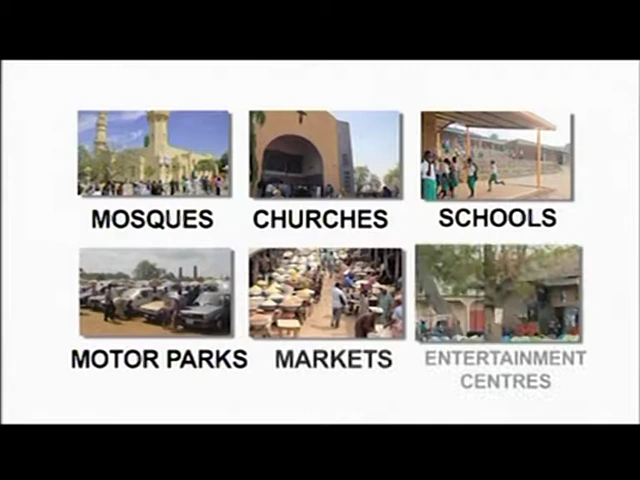 MOSQUES
CHURCHES
SCHOOLS
MOTOR PARKS
MARKETS
ENTERTAINMENT
CENTRES